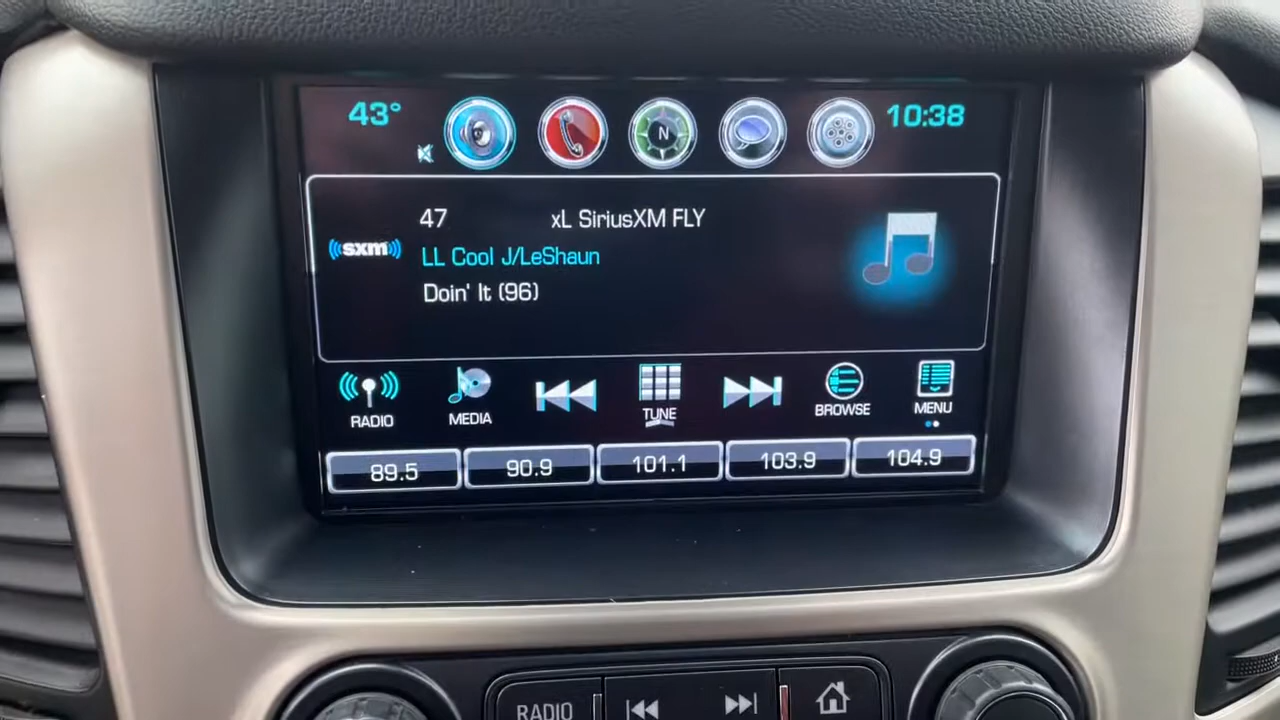 43° N 10:38
47 xL SiriusXM FLY
sxm
LL Cool J/LeShaun
Doin' It (96)
RADIO MEDIA TUNE BROWSE MENU
89.5 90.9 101.1 103.9 104.9
RADIO